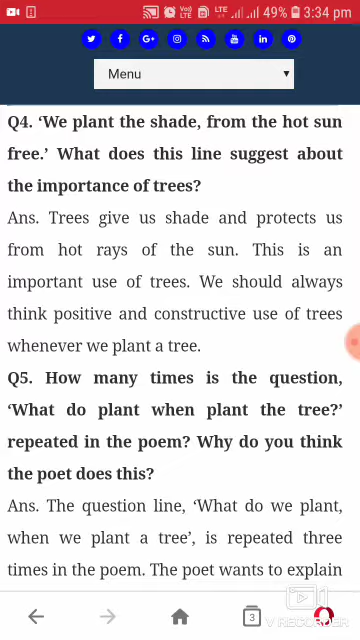 Voo)
LTE
LTE
49% 3:34 pm
Menu
Q4. ‘We plant the shade, from the hot sun
free.’ What does this line suggest about
the importance of trees?
Ans. Trees give us shade and protects us
from hot rays of the sun. This is an
important use of trees. We should always
think positive and constructive use of trees
whenever we plant a tree.
Q5. How many times is the question,
‘What do plant when plant the tree?’
repeated in the poem? Why do you think
the poet does this?
Ans. The question line, ‘What do we plant,
when we plant a tree’, is repeated three
times in the poem. The poet wants to explain
3
V RECORDER